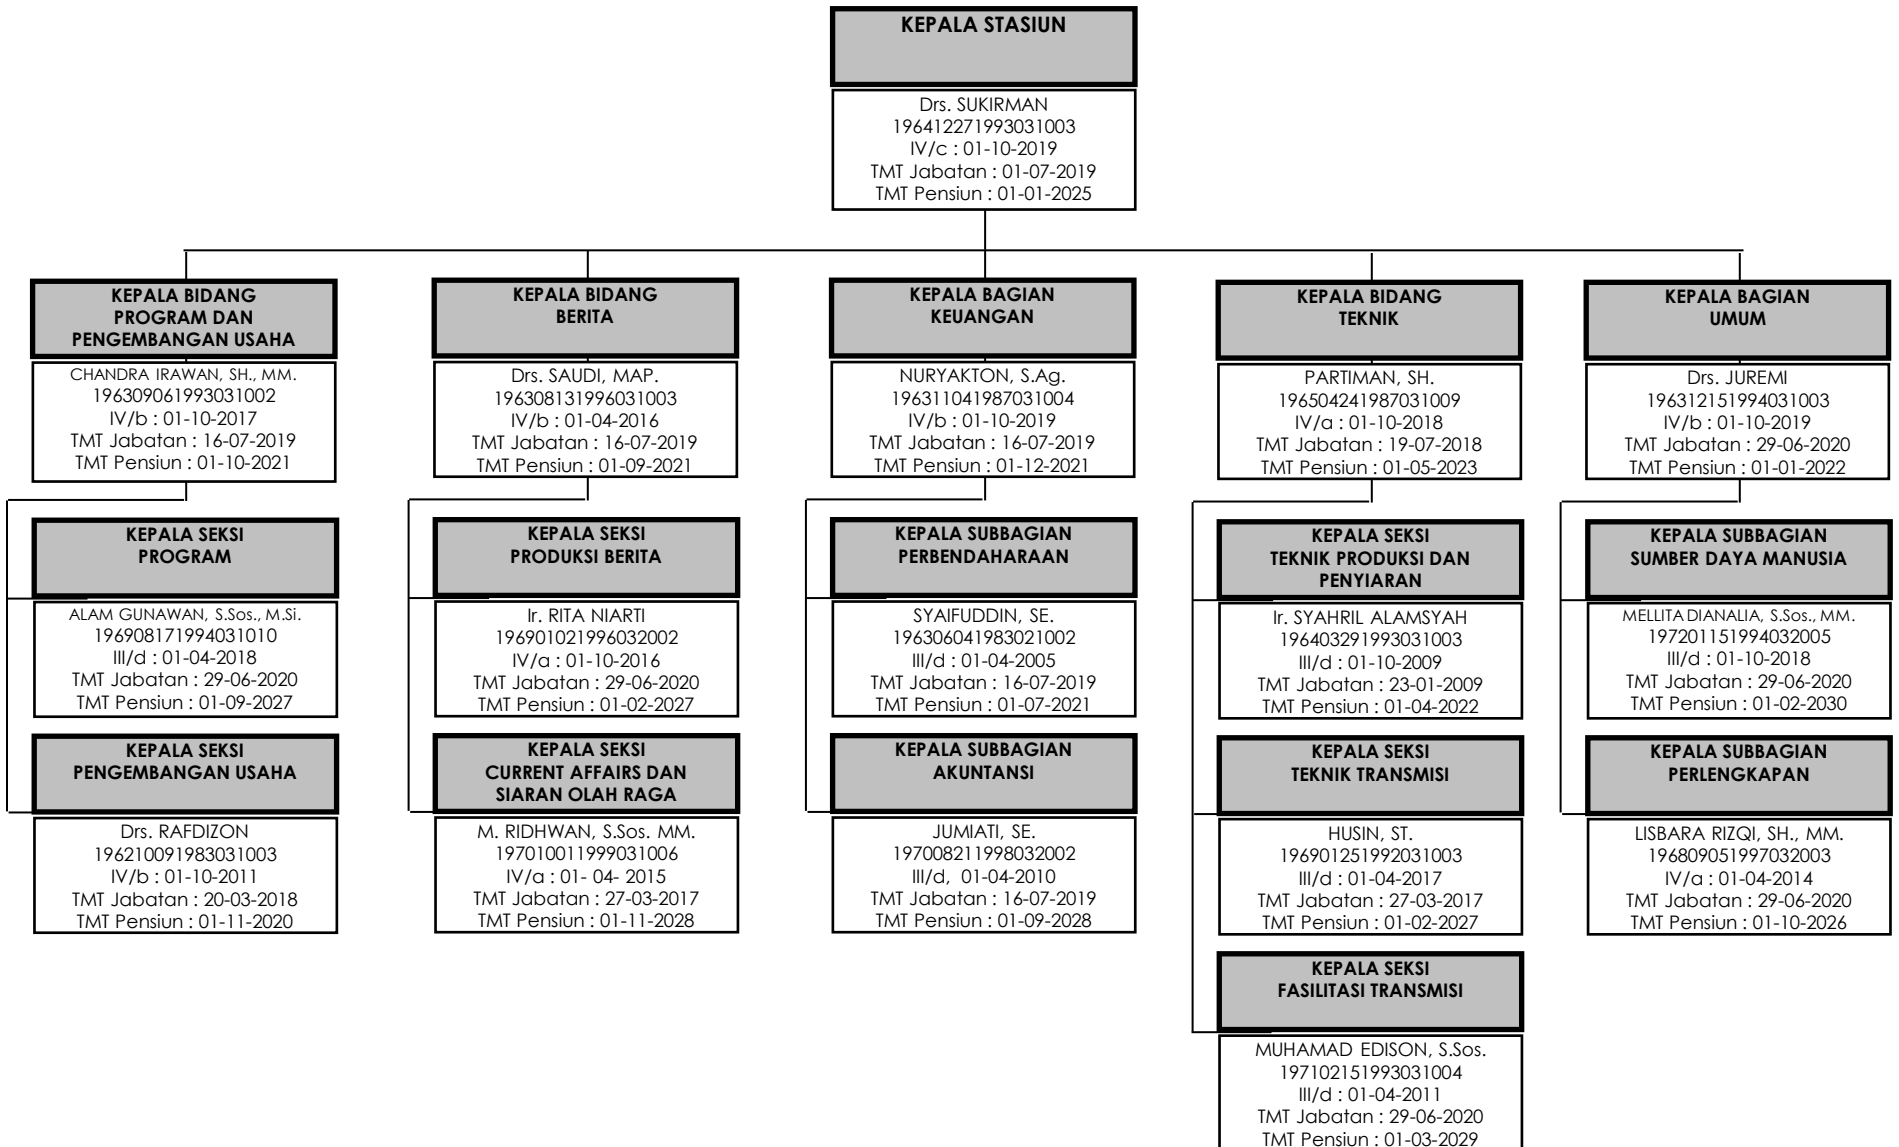 KEPALA STASIUN
Drs. SUKIRMAN
196412271993031003
IV/c : 01-10-2019
TMT Jabatan : 01-07-2019
TMT Pensiun : 01-01-2025
KEPALA BIDANG
PROGRAM DAN
PENGEMBANGAN USAHA
CHANDRA IRAWAN, SH., MM.
196309061993031002
IV/b : 01-10-2017
TMT Jabatan : 16-07-2019
TMT Pensiun : 01-10-2021
KEPALA SEKSI
PROGRAM
ALAM GUNAWAN, S.Sos., M.Si.
196908171994031010
III/d : 01-04-2018
TMT Jabatan : 29-06-2020
TMT Pensiun : 01-09-2027
KEPALA SEKSI
PENGEMBANGAN USAHA
Drs. RAFDIZON
196210091983031003
IV/b : 01-10-2011
TMT Jabatan : 20-03-2018
TMT Pensiun : 01-11-2020
KEPALA BIDANG
BERITA
Drs. SAUDI, MAP.
196308131996031003
IV/b : 01-04-2016
TMT Jabatan : 16-07-2019
TMT Pensiun : 01-09-2021
KEPALA SEKSI
PRODUKSI BERITA
Ir. RITA NIARTI
196901021996032002
IV/a : 01-10-2016
TMT Jabatan : 29-06-2020
TMT Pensiun : 01-02-2027
KEPALA SEKSI
CURRENT AFFAIRS DAN
SIARAN OLAH RAGA
M. RIDHWAN, S.Sos. MM.
197010011999031006
IV/a : 01- 04- 2015
TMT Jabatan : 27-03-2017
TMT Pensiun : 01-11-2028
KEPALA BAGIAN
KEUANGAN
NURYAKTON, S.Ag.
196311041987031004
IV/b : 01-10-2019
TMT Jabatan : 16-07-2019
TMT Pensiun : 01-12-2021
KEPALA SUBBAGIAN
PERBENDAHARAAN
SYAIFUDDIN, SE.
196306041983021002
III/d : 01-04-2005
TMT Jabatan : 16-07-2019
TMT Pensiun : 01-07-2021
KEPALA SUBBAGIAN
AKUNTANSI
JUMIATI, SE.
197008211998032002
III/d, 01-04-2010
TMT Jabatan : 16-07-2019
TMT Pensiun : 01-09-2028
KEPALA BIDANG
TEKNIK
PARTIMAN, SH.
196504241987031009
IV/a : 01-10-2018
TMT Jabatan : 19-07-2018
TMT Pensiun : 01-05-2023
KEPALA SEKSI
TEKNIK PRODUKSI DAN
PENYIARAN
Ir. SYAHRIL ALAMSYAH
196403291993031003
III/d : 01-10-2009
TMT Jabatan : 23-01-2009
TMT Pensiun : 01-04-2022
KEPALA SEKSI
TEKNIK TRANSMISI
HUSIN, ST.
196901251992031003
III/d : 01-04-2017
TMT Jabatan : 27-03-2017
TMT Pensiun : 01-02-2027
KEPALA SEKSI
FASILITASI TRANSMISI
MUHAMAD EDISON, S.Sos.
197102151993031004
III/d : 01-04-2011
TMT Jabatan : 29-06-2020
TMT Pensiun : 01-03-2029
KEPALA BAGIAN
UMUM
Drs. JUREMI
196312151994031003
IV/b : 01-10-2019
TMT Jabatan : 29-06-2020
TMT Pensiun : 01-01-2022
KEPALA SUBBAGIAN
SUMBER DAYA MANUSIA
MELLITA DIANALIA, S.Sos., MM.
197201151994032005
III/d : 01-10-2018
TMT Jabatan : 29-06-2020
TMT Pensiun : 01-02-2030
KEPALA SUBBAGIAN
PERLENGKAPAN
LISBARA RIZQI, SH., MM.
196809051997032003
IV/a : 01-04-2014
TMT Jabatan : 29-06-2020
TMT Pensiun : 01-10-2026